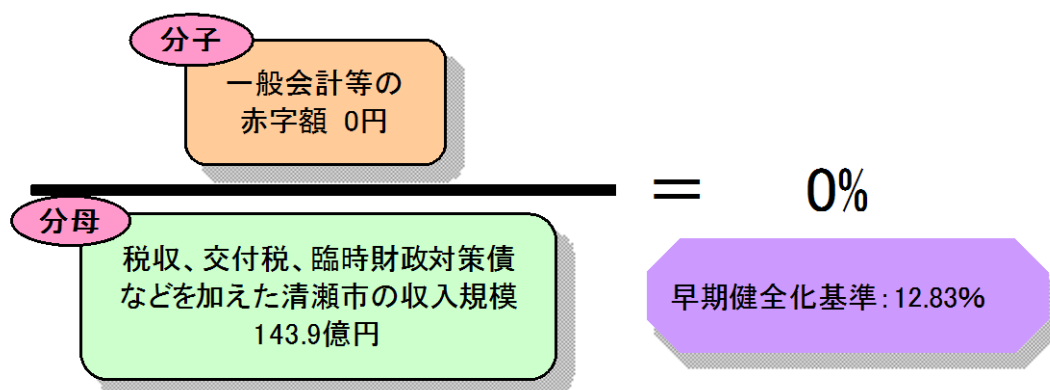 分子
一般会計等の
赤字額 0円
＝ 0%
分母
税収、交付税、臨時財政対策債
などを加えた清瀬市の収入規模
143.9億円
早期健全化基準：12.83%